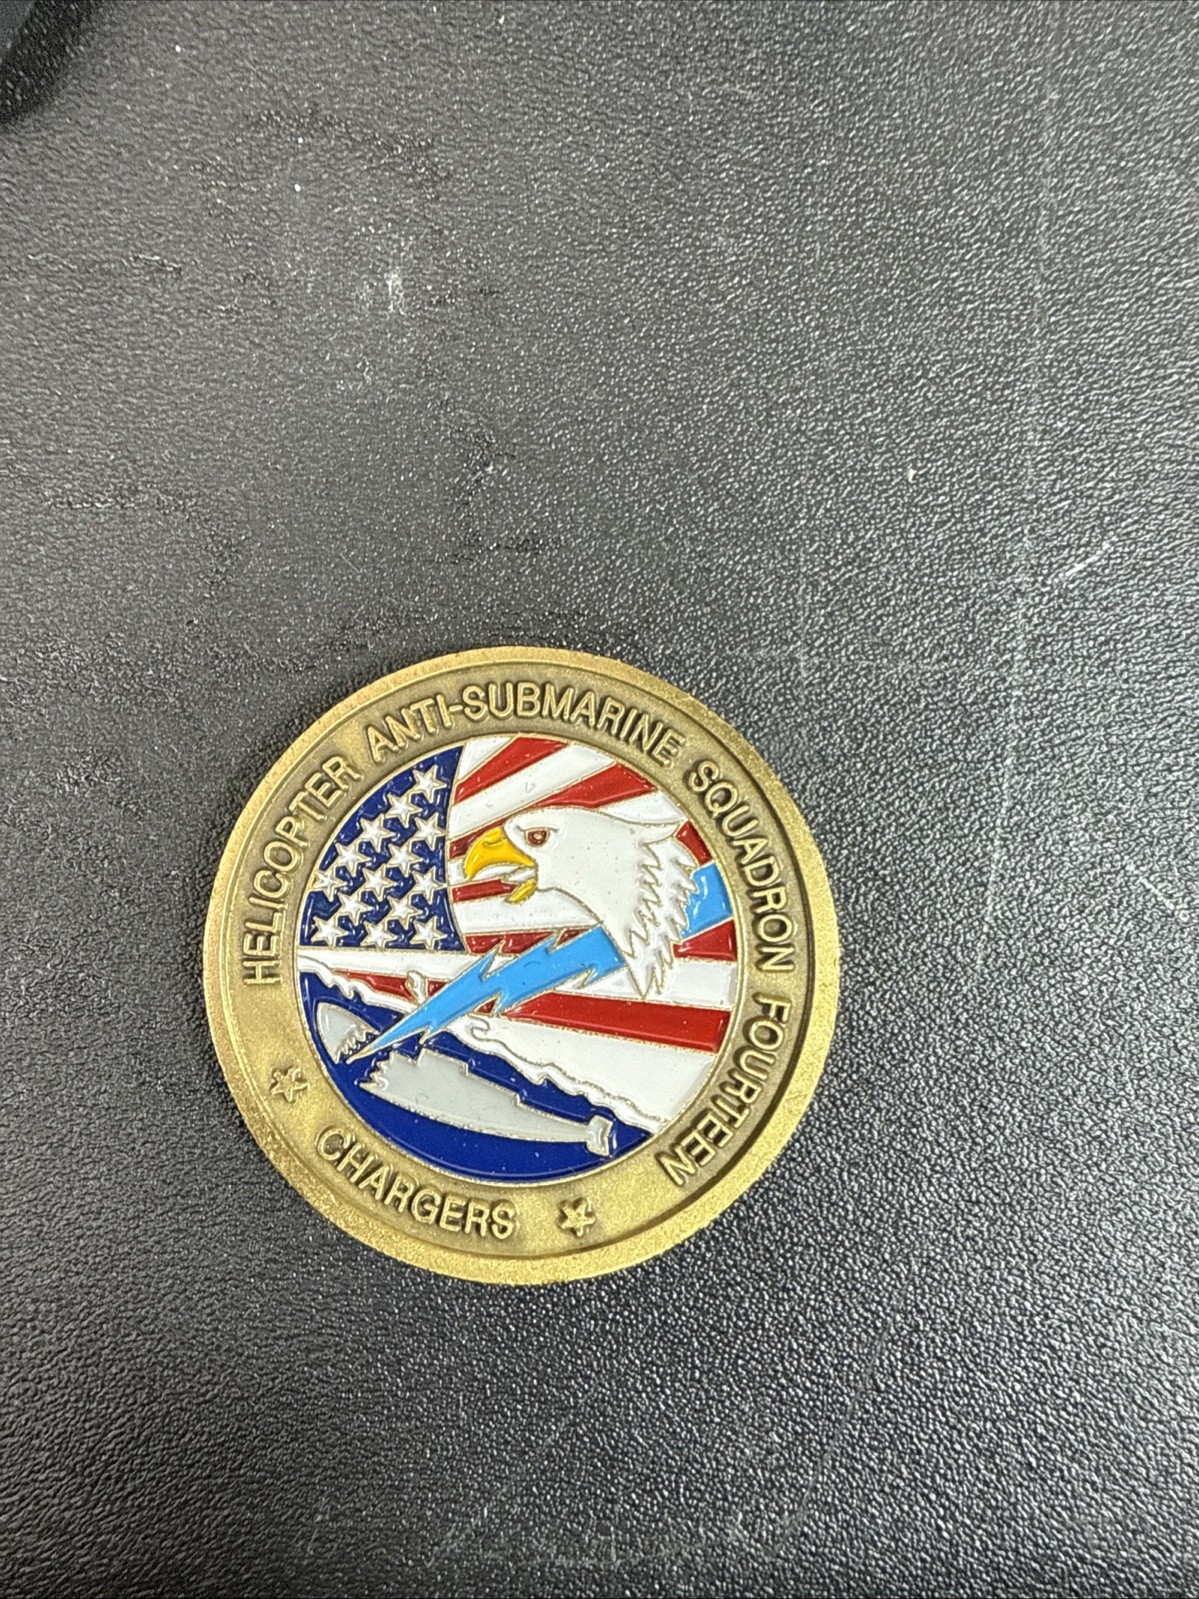 HELICOPTER ANTI-SUBMARINE SQUADRON FOURTEEN
CHARGERS